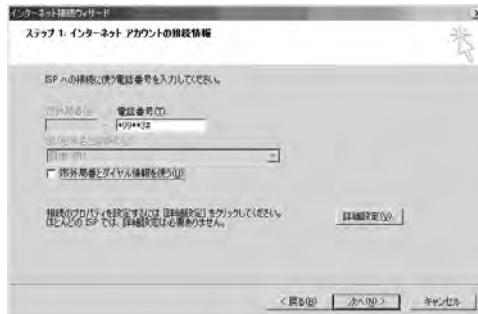 インターネット接続ウィザード
ステップ 1: インターネット アカウントの接続情報
ISP への接続に使う電話番号を入力してください。
市外局番(A): 電話番号(T):
- *99***3#
市外局番とダイヤル情報を使う(U)
接続のプロパティを設定するには [詳細設定] をクリックしてください。
ほとんどの ISP では、詳細設定は必要ありません。
詳細設定(V)...
< 戻る(B) 次へ(N) > キャンセル